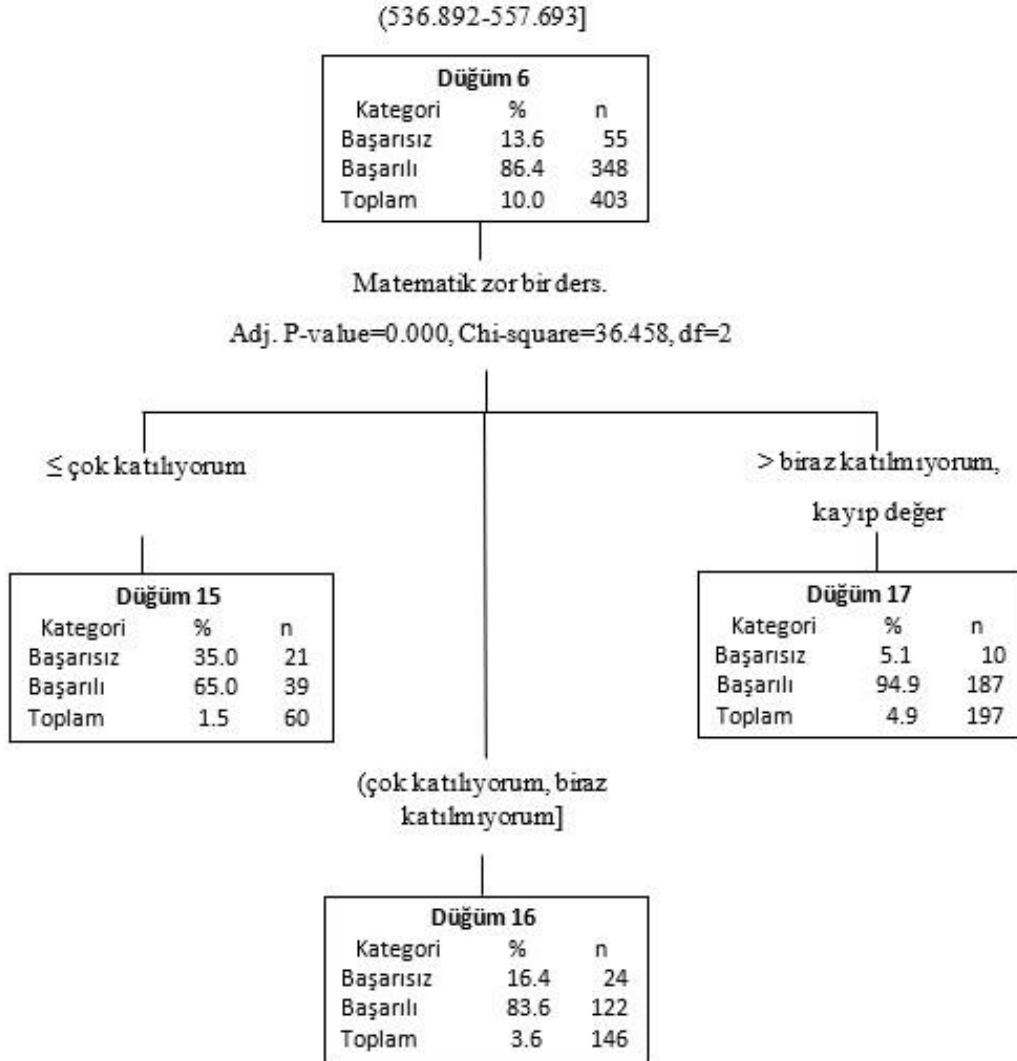 (536.892-557.693]
Düğüm 6
Kategori % n
Başarısız 13.6 55
Başarılı 86.4 348
Toplam 10.0 403
Matematik zor bir ders.
Adj. P-value=0.000, Chi-square=36.458, df=2
≤ çok katılıyorum
> biraz katılmıyorum,
kayıp değer
Düğüm 15
Kategori % n
Başarısız 35.0 21
Başarılı 65.0 39
Toplam 1.5 60
Düğüm 17
Kategori % n
Başarısız 5.1 10
Başarılı 94.9 187
Toplam 4.9 197
(çok katılıyorum, biraz
katılmıyorum]
Düğüm 16
Kategori % n
Başarısız 16.4 24
Başarılı 83.6 122
Toplam 3.6 146